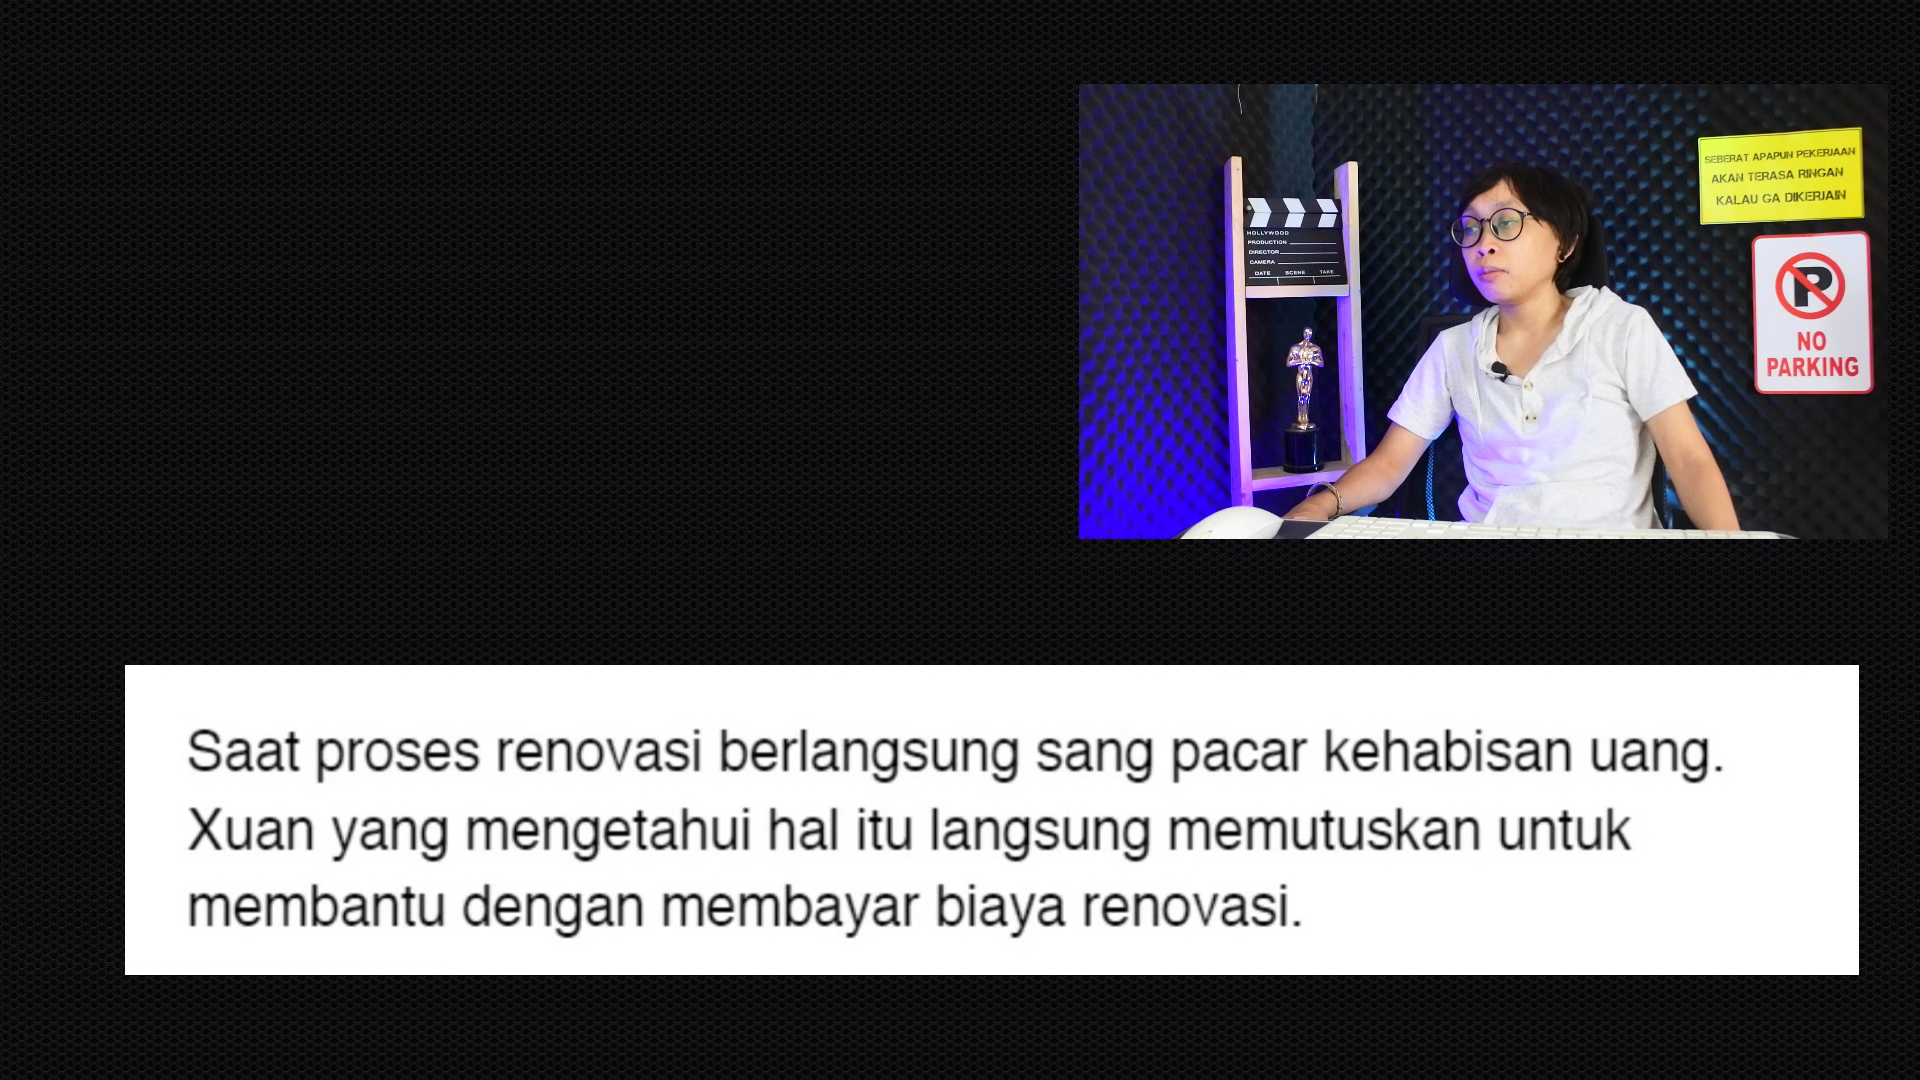 SEBERAT APAPUN PEKERJAAN
AKAN TERASA RINGAN
KALAU GA DIKERJAIN
HOLLYWOOD
PRODUCTION
DIRECTOR
CAMERA
DATE SCENE TAKE
P
NO
PARKING
Saat proses renovasi berlangsung sang pacar kehabisan uang.
Xuan yang mengetahui hal itu langsung memutuskan untuk
membantu dengan membayar biaya renovasi.